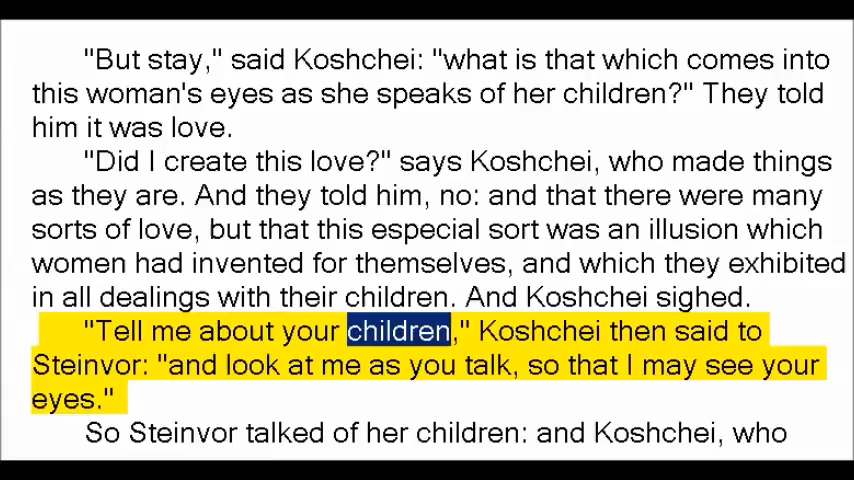 "But stay," said Koshchei: "what is that which comes into
this woman's eyes as she speaks of her children?" They told
him it was love.
"Did I create this love?" says Koshchei, who made things
as they are. And they told him, no: and that there were many
sorts of love, but that this especial sort was an illusion which
women had invented for themselves, and which they exhibited
in all dealings with their children. And Koshchei sighed.
"Tell me about your children," Koshchei then said to
Steinvor: "and look at me as you talk, so that I may see your
eyes."
So Steinvor talked of her children: and Koshchei, who